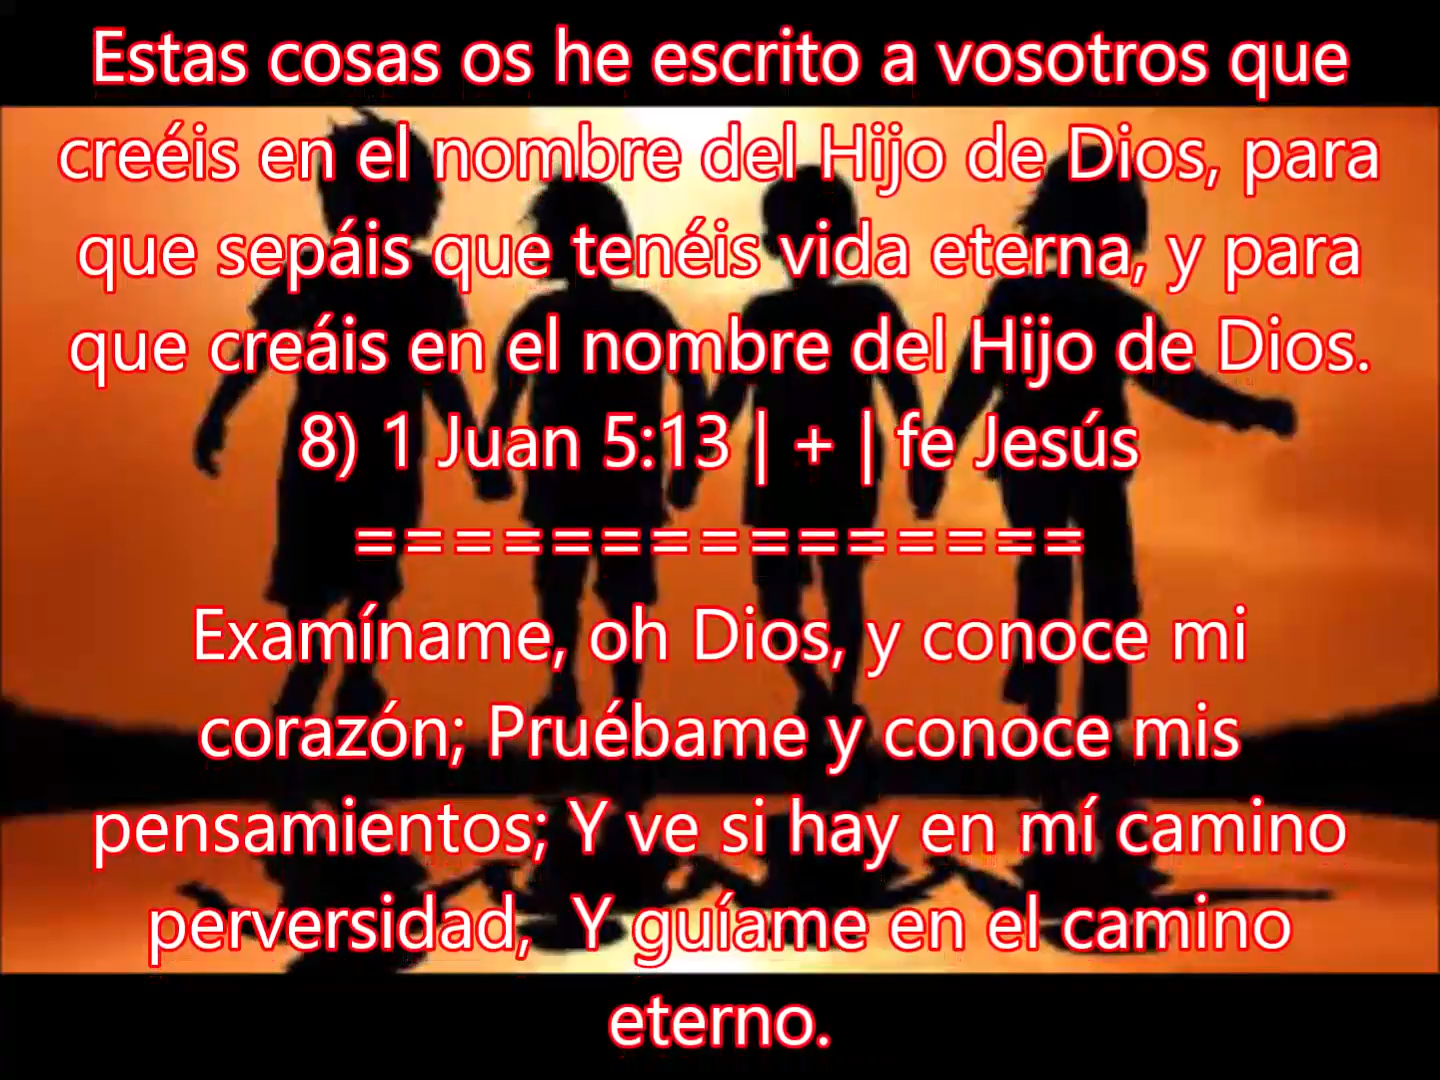 Estas cosas os he escrito a vosotros que
creéis en el nombre del Hijo de Dios, para
que sepáis que tenéis vida eterna, y para
que creáis en el nombre del Hijo de Dios.
8) 1 Juan 5:13 | + | fe Jesús
===============
Examíname, oh Dios, y conoce mi
corazón; Pruébame y conoce mis
pensamientos; Y ve si hay en mí camino
perversidad,  Y guíame en el camino
eterno.